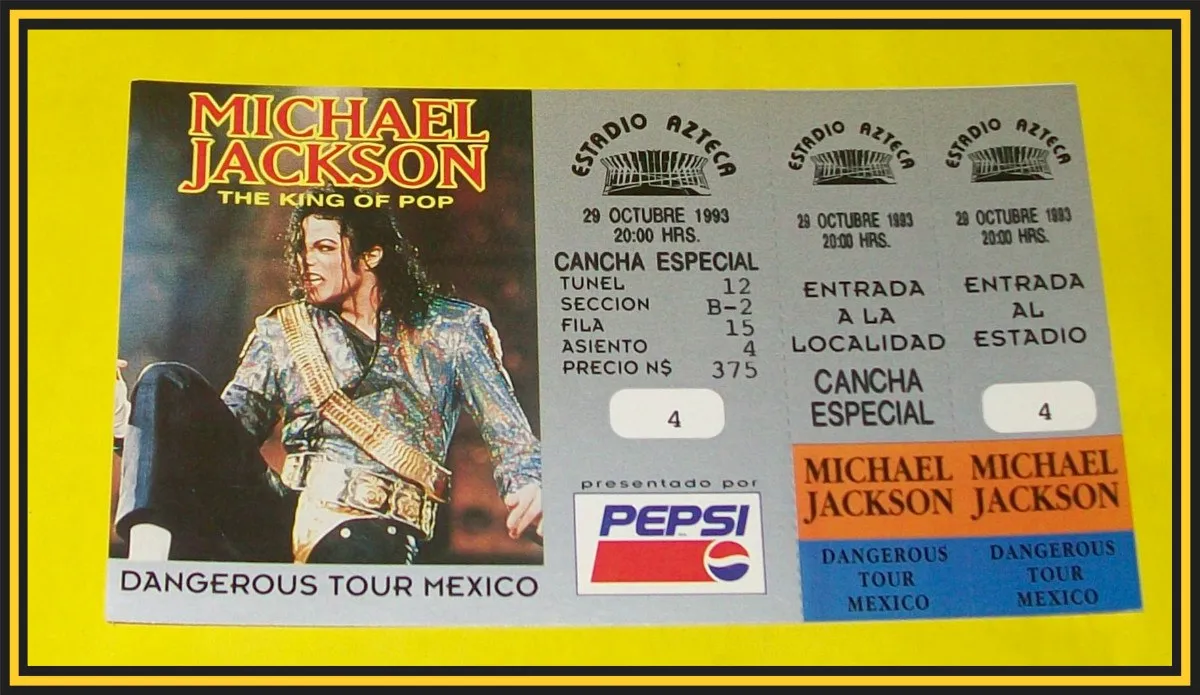 MICHAEL
JACKSON
THE KING OF POP
DANGEROUS TOUR MEXICO
ESTADIO AZTECA
29 OCTUBRE 1993
20:00 HRS.
CANCHA ESPECIAL
TUNEL 12
SECCION B-2
FILA 15
ASIENTO 4
PRECIO N$ 375
4
presentado por
PEPSI
ESTADIO AZTECA
29 OCTUBRE 1993
20:00 HRS.
ENTRADA
A LA
LOCALIDAD
CANCHA
ESPECIAL
MICHAEL
JACKSON
DANGEROUS
TOUR
MEXICO
ESTADIO AZTECA
29 OCTUBRE 1993
20:00 HRS.
ENTRADA
AL
ESTADIO
4
MICHAEL
JACKSON
DANGEROUS
TOUR
MEXICO